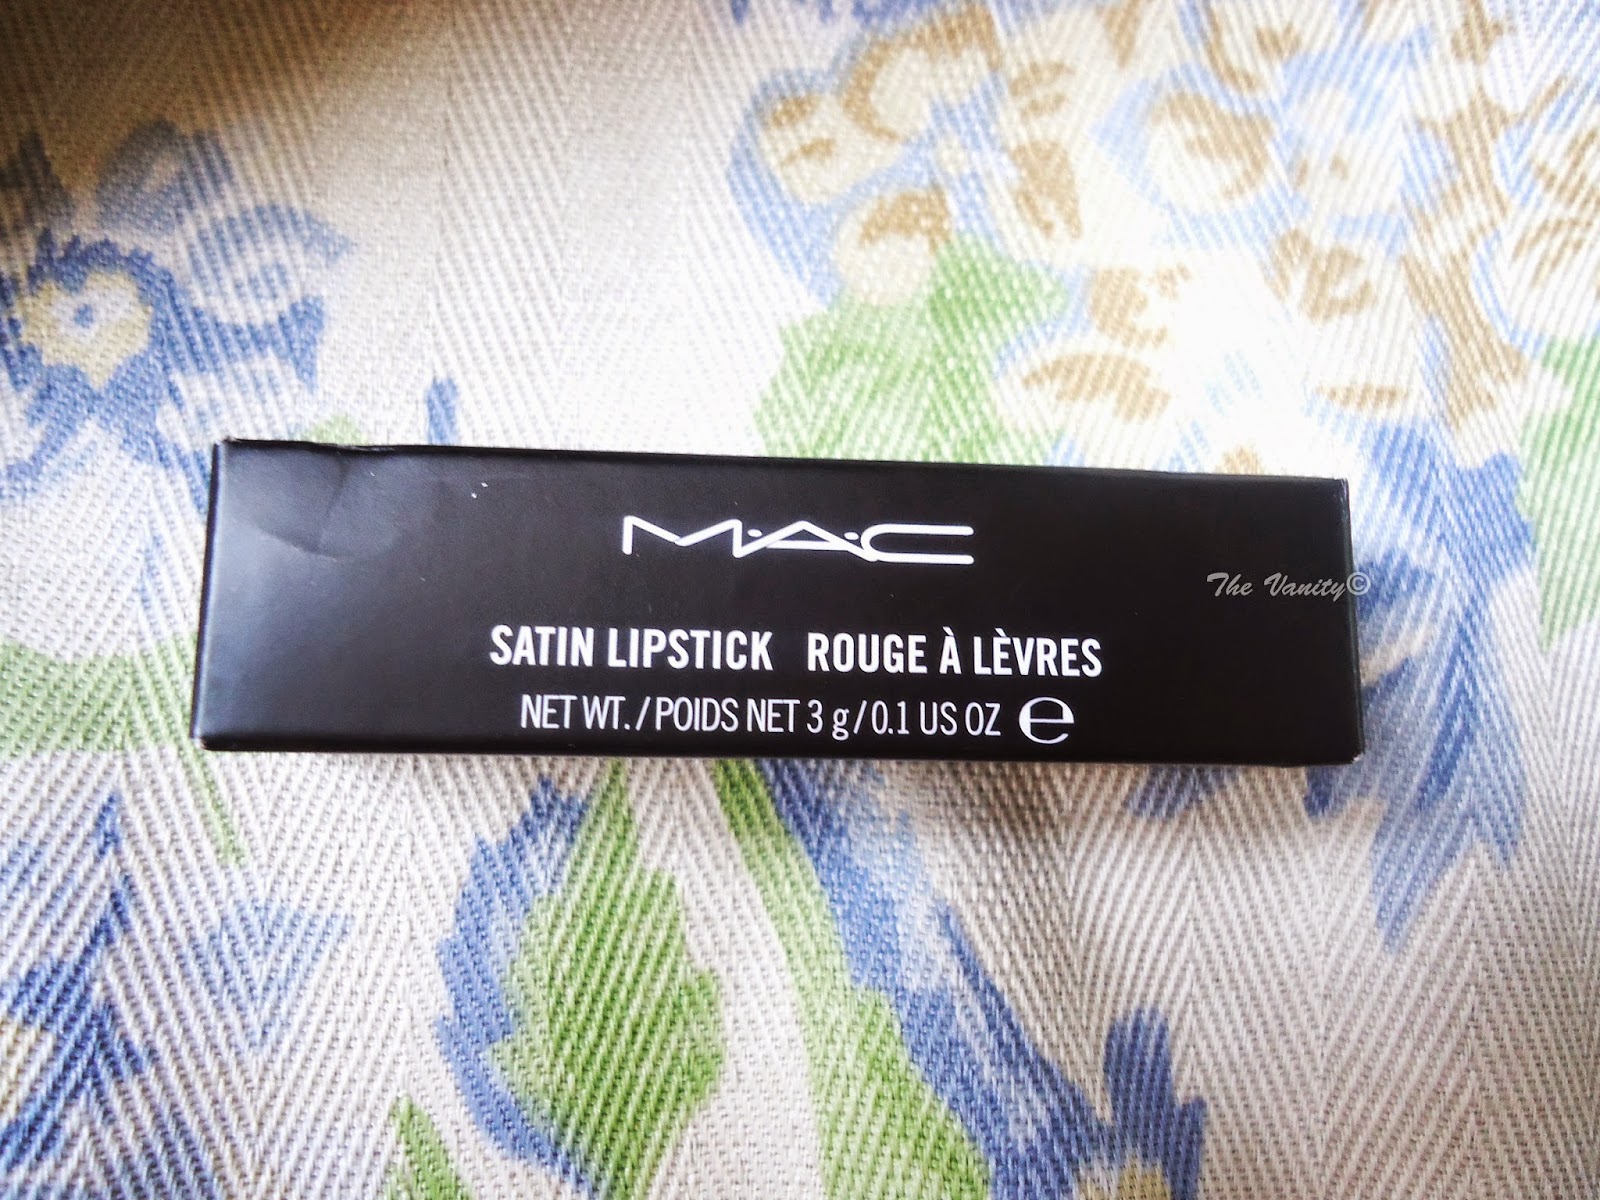 M·A·C
The Vanity©
SATIN LIPSTICK ROUGE À LÈVRES
NET WT./POIDS NET 3 g/0.1 US OZ ℮